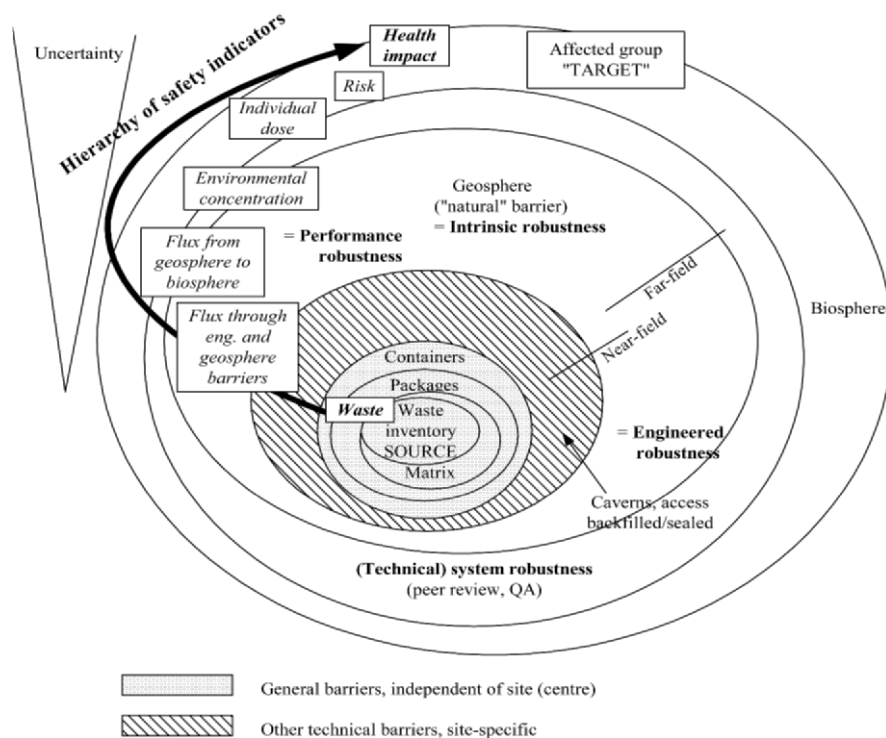 Uncertainty
Hierarchy of safety indicators
Health
impact
Affected group
"TARGET"
Risk
Individual
dose
Environmental
concentration
Geosphere
("natural" barrier)
= Intrinsic robustness
Flux from
geosphere to
biosphere
= Performance
robustness
Far-field
Biosphere
Flux through
eng. and
geosphere
barriers
Near-field
Containers
Packages
Waste
Waste
inventory
SOURCE
Matrix
= Engineered
robustness
Caverns, access
backfilled/sealed
(Technical) system robustness
(peer review, QA)
General barriers, independent of site (centre)
Other technical barriers, site-specific